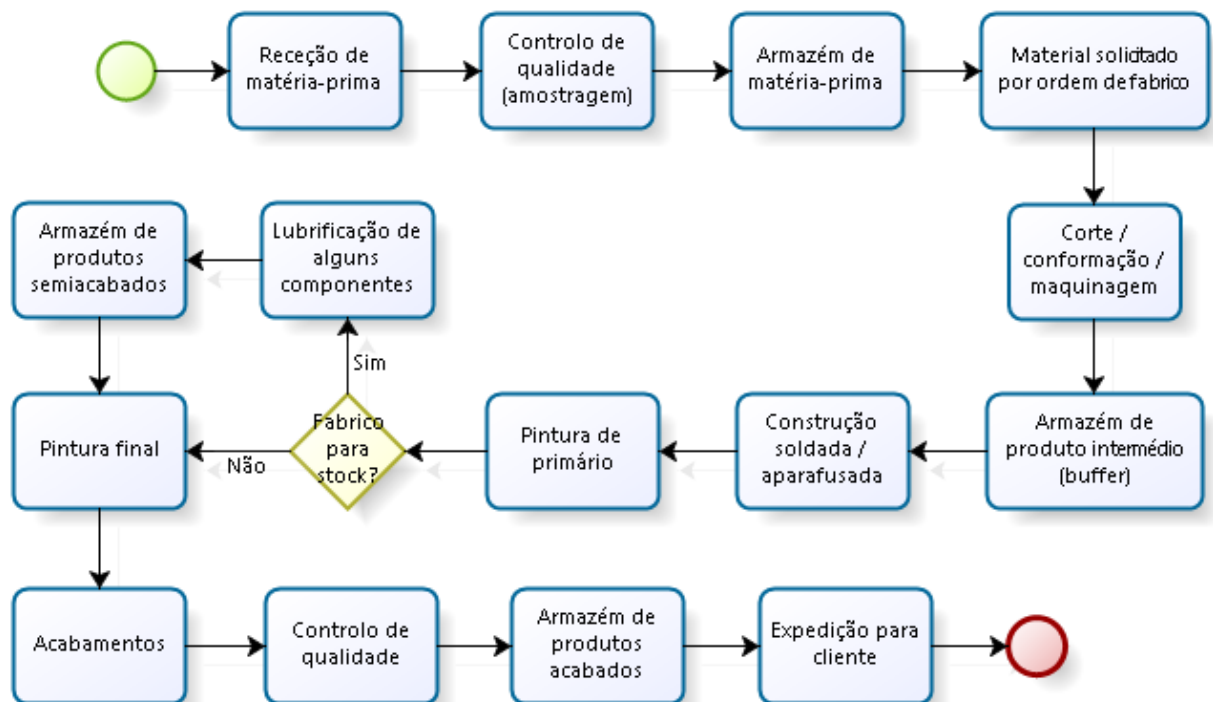 Receção de
matéria-prima
Controlo de
qualidade
(amostragem)
Armazém de
matéria-prima
Material solicitado
por ordem de fabrico
Corte /
conformação /
maquinagem
Armazém de
produto intermédio
(buffer)
Construção
soldada /
aparafusada
Pintura de
primário
Fabrico
para
stock?
Sim
Lubrificação de
alguns
componentes
Armazém de
produtos
semiacabados
Não
Pintura final
Acabamentos
Controlo de
qualidade
Armazém de
produtos
acabados
Expedição para
cliente